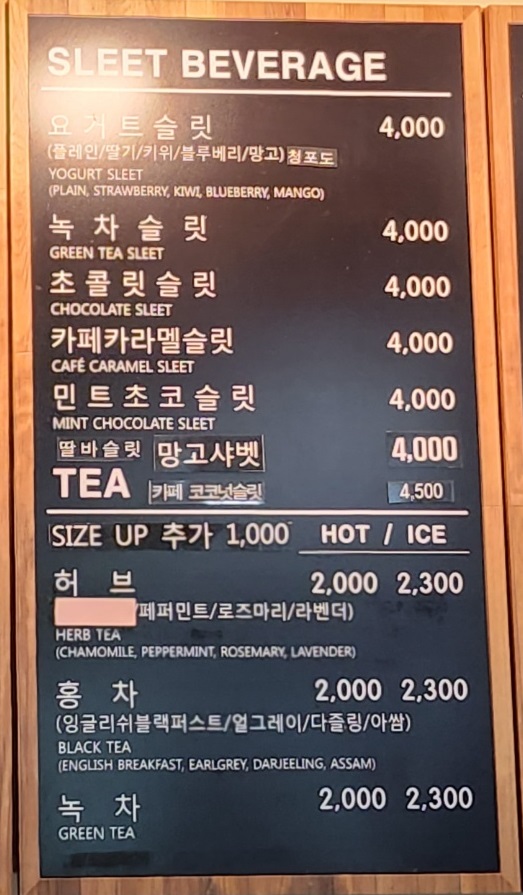 SLEET BEVERAGE
요거트슬릿 4,000
(플레인/딸기/키위/블루베리/망고) 청포도
YOGURT SLEET
(PLAIN, STRAWBERRY, KIWI, BLUEBERRY, MANGO)
녹차슬릿 4,000
GREEN TEA SLEET
초콜릿슬릿 4,000
CHOCOLATE SLEET
카페카라멜슬릿 4,000
CAFÉ CARAMEL SLEET
민트초코슬릿 4,000
MINT CHOCOLATE SLEET
딸바슬릿 망고샤벳 4,000
TEA 카페 코코넛슬릿 4,500
SIZE UP 추가 1,000 HOT / ICE
허브 2,000 2,300
/페퍼민트/로즈마리/라벤더)
HERB TEA
(CHAMOMILE, PEPPERMINT, ROSEMARY, LAVENDER)
홍차 2,000 2,300
(잉글리쉬블랙퍼스트/얼그레이/다즐링/아쌈)
BLACK TEA
(ENGLISH BREAKFAST, EARLGREY, DARJEELING, ASSAM)
녹차 2,000 2,300
GREEN TEA